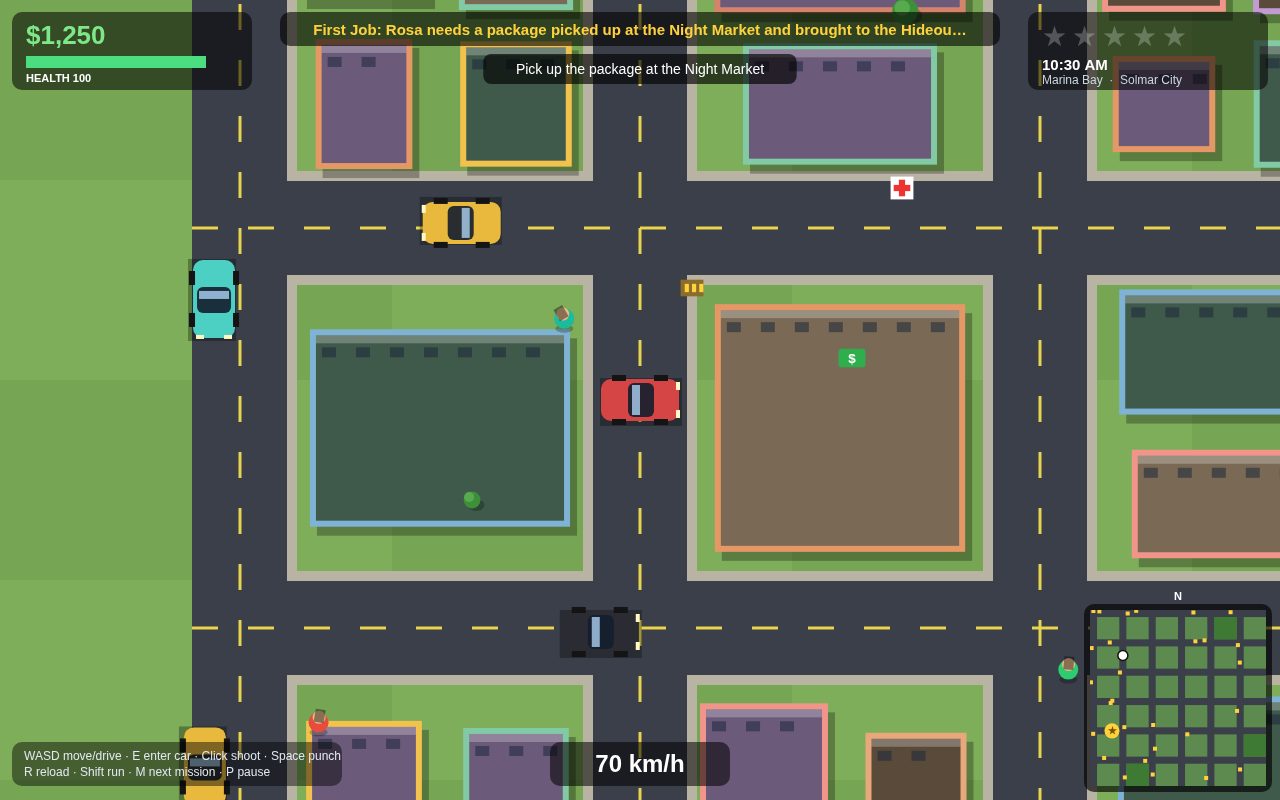 $1,250
HEALTH 100
First Job: Rosa needs a package picked up at the Night Market and brought to the Hideou…
Pick up the package at the Night Market
10:30 AM
Marina Bay · Solmar City
$
N
WASD move/drive · E enter car · Click shoot · Space punch
R reload · Shift run · M next mission · P pause
70 km/h